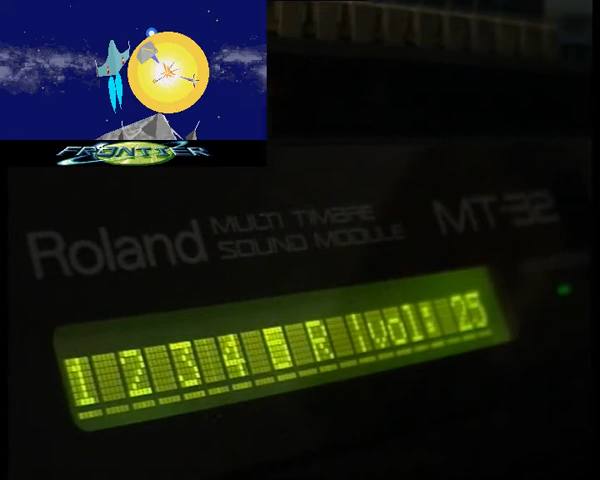 FRONTIER
Roland MULTI TIMBRE SOUND MODULE MT-32
1 2 3 4 5 R |vol: 25